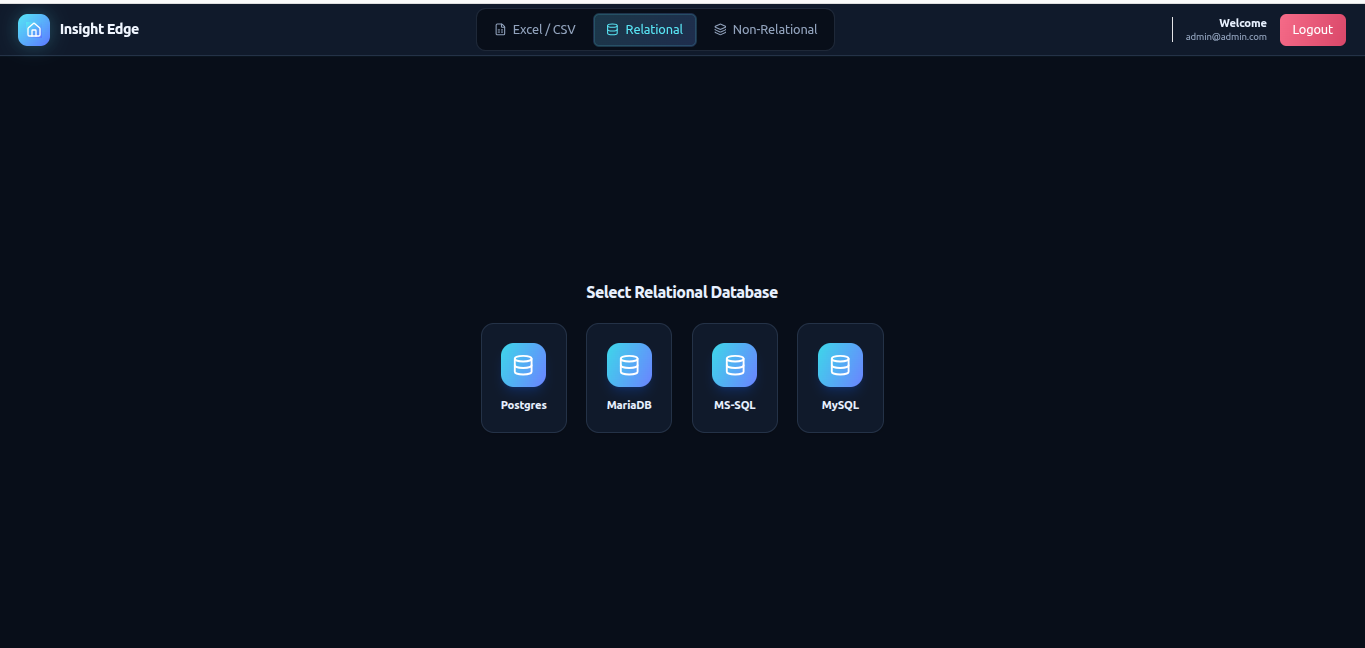 Insight Edge
Excel / CSV
Relational
Non-Relational
Welcome
admin@admin.com
Logout
Select Relational Database
Postgres
MariaDB
MS-SQL
MySQL